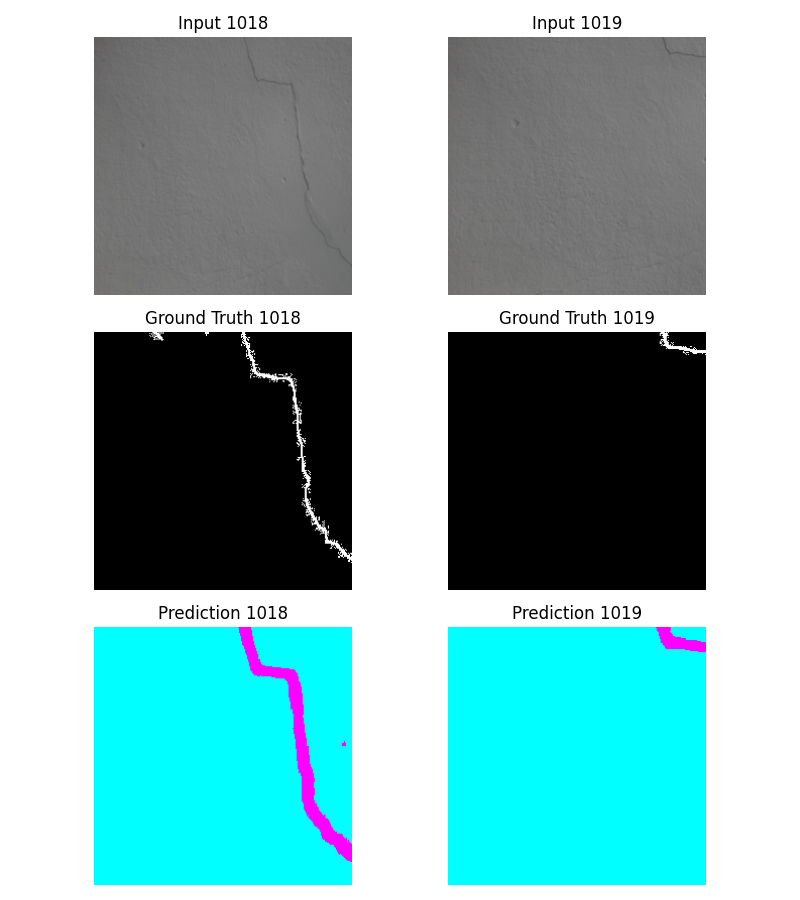 Input 1018
Input 1019
Ground Truth 1018
Ground Truth 1019
Prediction 1018
Prediction 1019